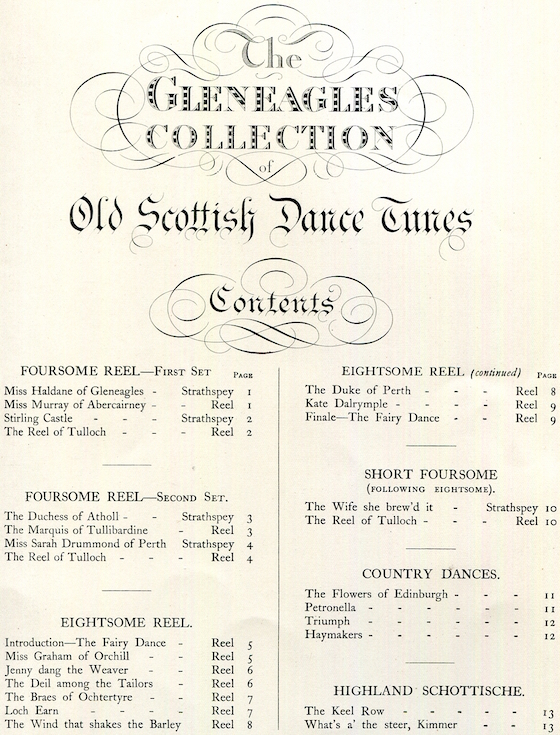 The
GLENEAGLES
COLLECTION
of
Old Scottish Dance Tunes
Contents
FOURSOME REEL—First Set PAGE
Miss Haldane of Gleneagles - Strathspey 1
Miss Murray of Abercairney - - Reel 1
Stirling Castle - - Strathspey 2
The Reel of Tulloch - - - Reel 2
FOURSOME REEL—Second Set.
The Duchess of Atholl - - Strathspey 3
The Marquis of Tullibardine - Reel 3
Miss Sarah Drummond of Perth Strathspey 4
The Reel of Tulloch - - - Reel 4
EIGHTSOME REEL.
Introduction—The Fairy Dance - Reel 5
Miss Graham of Orchill - - Reel 5
Jenny dang the Weaver - - Reel 6
The Deil among the Tailors - Reel 6
The Braes of Ochtertyre - - Reel 7
Loch Earn - - - - Reel 7
The Wind that shakes the Barley Reel 8
EIGHTSOME REEL (continued) PAGE
The Duke of Perth - - - Reel 8
Kate Dalrymple - - - - Reel 9
Finale—The Fairy Dance - - Reel 9
SHORT FOURSOME
(FOLLOWING EIGHTSOME).
The Wife she brew'd it - Strathspey 10
The Reel of Tulloch - - - Reel 10
COUNTRY DANCES.
The Flowers of Edinburgh - - - 11
Petronella - - - - - - 11
Triumph - - - - - - 12
Haymakers - - - - - - 12
HIGHLAND SCHOTTISCHE.
The Keel Row - - - - - 13
What's a' the steer, Kimmer - - 13